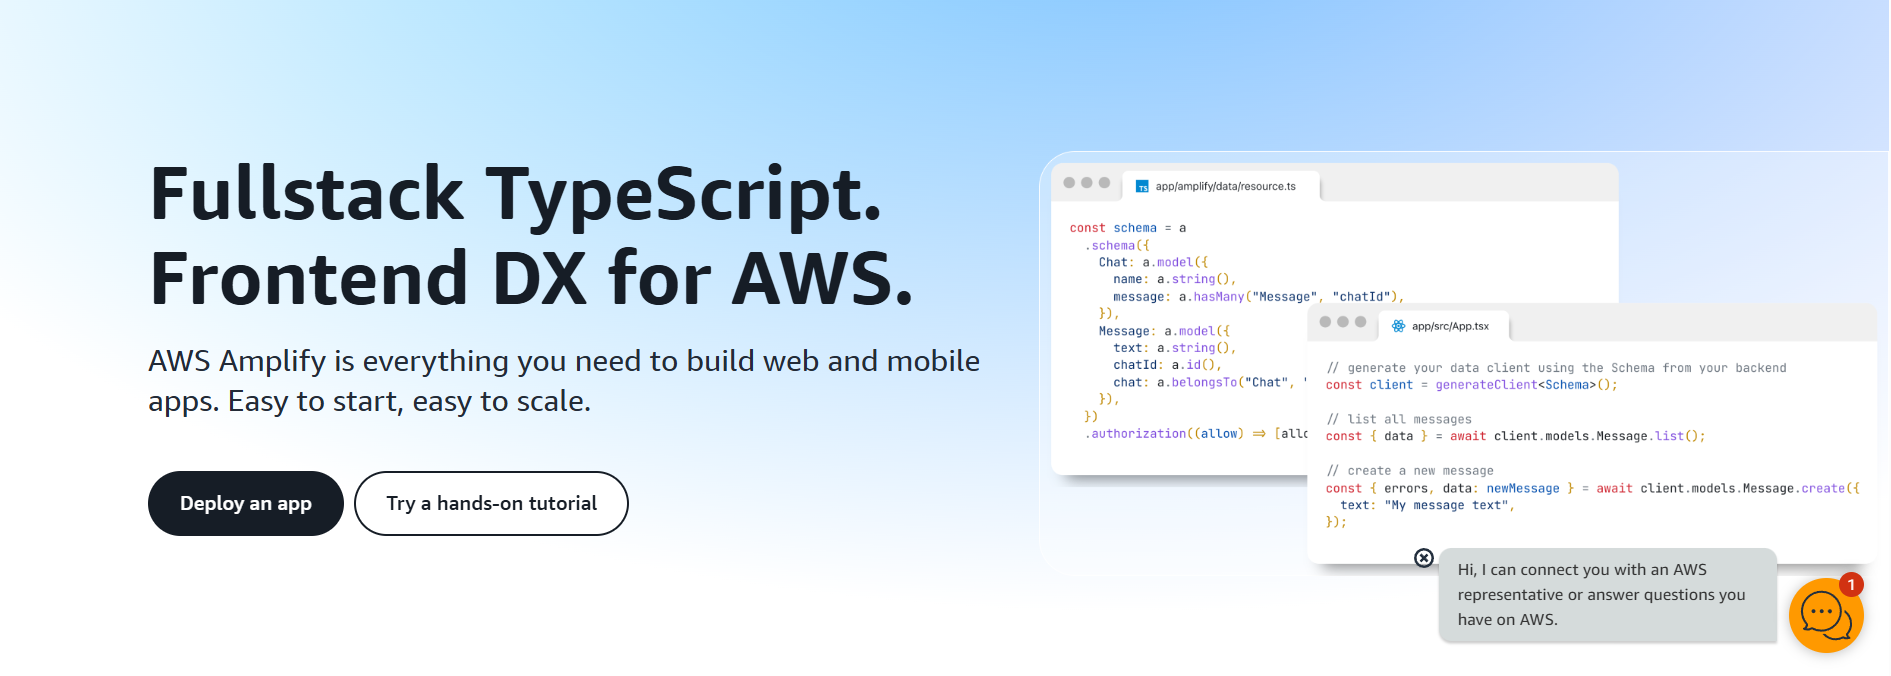 Fullstack TypeScript.
Frontend DX for AWS.
AWS Amplify is everything you need to build web and mobile
apps. Easy to start, easy to scale.
Deploy an app
Try a hands-on tutorial
TS app/amplify/data/resource.ts
const schema = a
  .schema({
    Chat: a.model({
      name: a.string(),
      message: a.hasMany("Message", "chatId"),
    }),
    Message: a.model({
      text: a.string(),
      chatId: a.id(),
      chat: a.belongsTo("Chat", "
    }),
  })
  .authorization((allow) => [allo
app/src/App.tsx
// generate your data client using the Schema from your backend
const client = generateClient<Schema>();
// list all messages
const { data } = await client.models.Message.list();
// create a new message
const { errors, data: newMessage } = await client.models.Message.create({
  text: "My message text",
});
Hi, I can connect you with an AWS
representative or answer questions you
have on AWS.
1